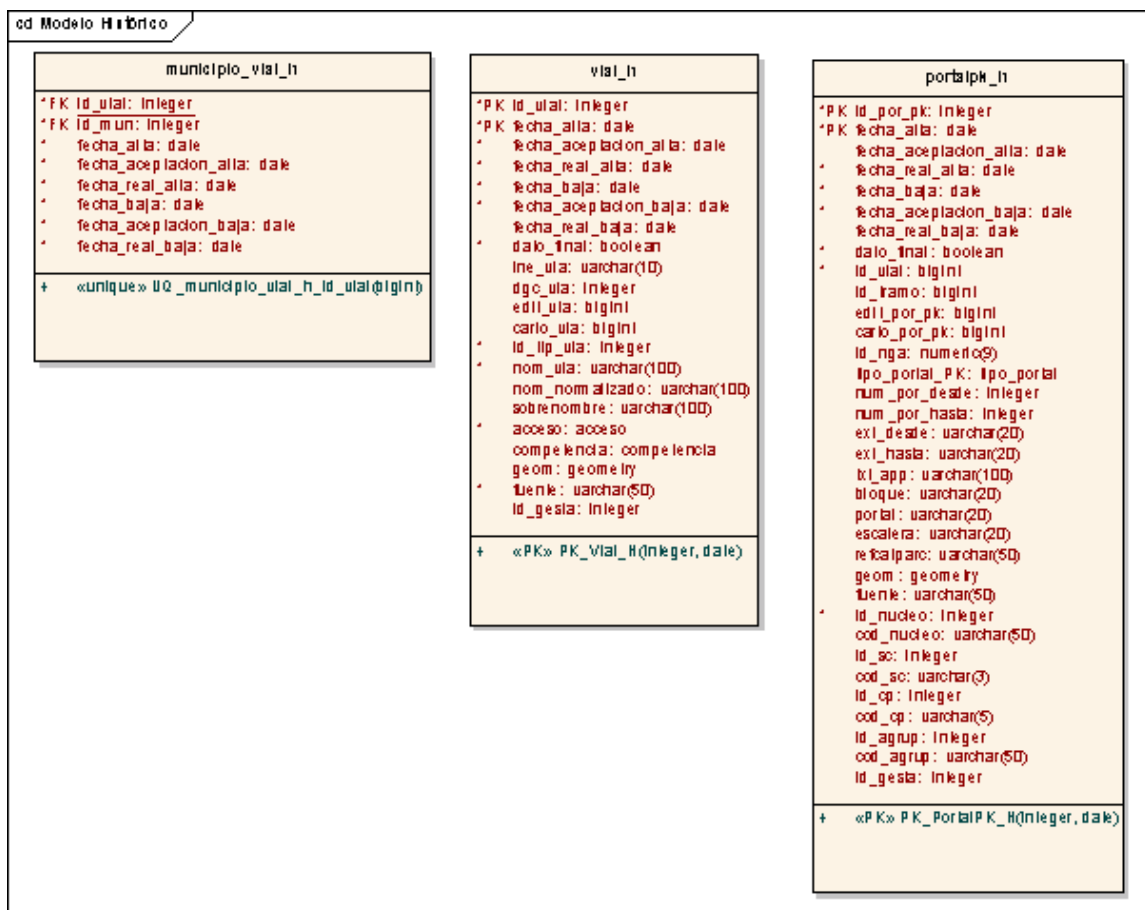 cd Modelo Histórico
municipio_vial_h
*FK id_vial: integer
*FK id_mun: integer
* fecha_alta: date
* fecha_aceptacion_alta: date
* fecha_real_alta: date
* fecha_baja: date
* fecha_aceptacion_baja: date
* fecha_real_baja: date
+ «unique» UQ_municipio_vial_h_id_vial(bigint)
vial_h
*PK id_vial: integer
*PK fecha_alta: date
* fecha_aceptacion_alta: date
* fecha_real_alta: date
* fecha_baja: date
* fecha_aceptacion_baja: date
fecha_real_baja: date
* dato_final: boolean
ine_via: varchar(10)
dgc_via: integer
edit_via: bigint
carto_via: bigint
* id_tip_via: integer
* nom_via: varchar(100)
nom_normalizado: varchar(100)
sobrenombre: varchar(100)
* acceso: acceso
competencia: competencia
geom: geometry
* fuente: varchar(50)
id_gesta: integer
+ «PK» PK_Vial_H(integer, date)
portalpk_h
*PK id_por_pk: integer
*PK fecha_alta: date
fecha_aceptacion_alta: date
* fecha_real_alta: date
* fecha_baja: date
* fecha_aceptacion_baja: date
fecha_real_baja: date
* dato_final: boolean
* id_vial: bigint
id_tramo: bigint
edit_por_pk: bigint
carto_por_pk: bigint
id_nga: numeric(9)
tipo_portal_PK: tipo_portal
num_por_desde: integer
num_por_hasta: integer
ext_desde: varchar(20)
ext_hasta: varchar(20)
txt_app: varchar(100)
bloque: varchar(20)
portal: varchar(20)
escalera: varchar(20)
refcatparc: varchar(50)
geom: geometry
fuente: varchar(50)
* id_nucleo: integer
cod_nucleo: varchar(50)
id_sc: integer
cod_sc: varchar(3)
id_cp: integer
cod_cp: varchar(5)
id_agrup: integer
cod_agrup: varchar(50)
id_gesta: integer
+ «PK» PK_PortalPK_H(integer, date)